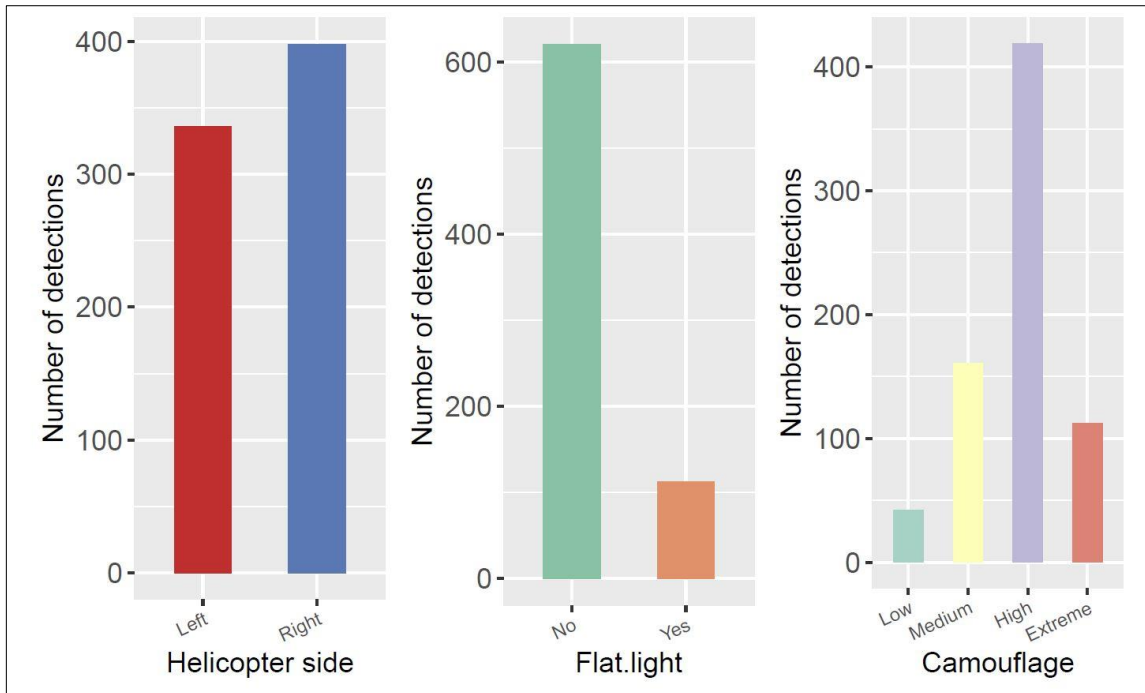 Number of detections
400
300
200
100
0
Left
Right
Helicopter side
Number of detections
600
400
200
0
No
Yes
Flat.light
Number of detections
400
300
200
100
0
Low
Medium
High
Extreme
Camouflage